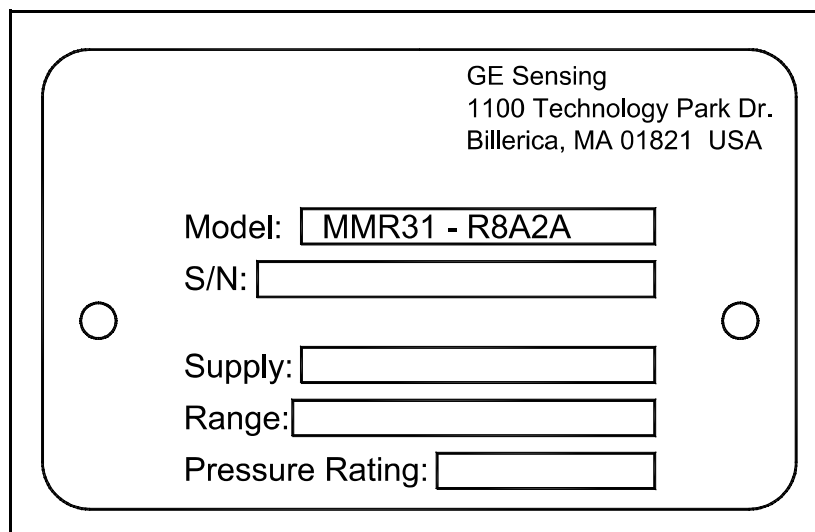 GE Sensing
1100 Technology Park Dr.
Billerica, MA 01821  USA
Model: MMR31 - R8A2A
S/N:
Supply:
Range:
Pressure Rating: